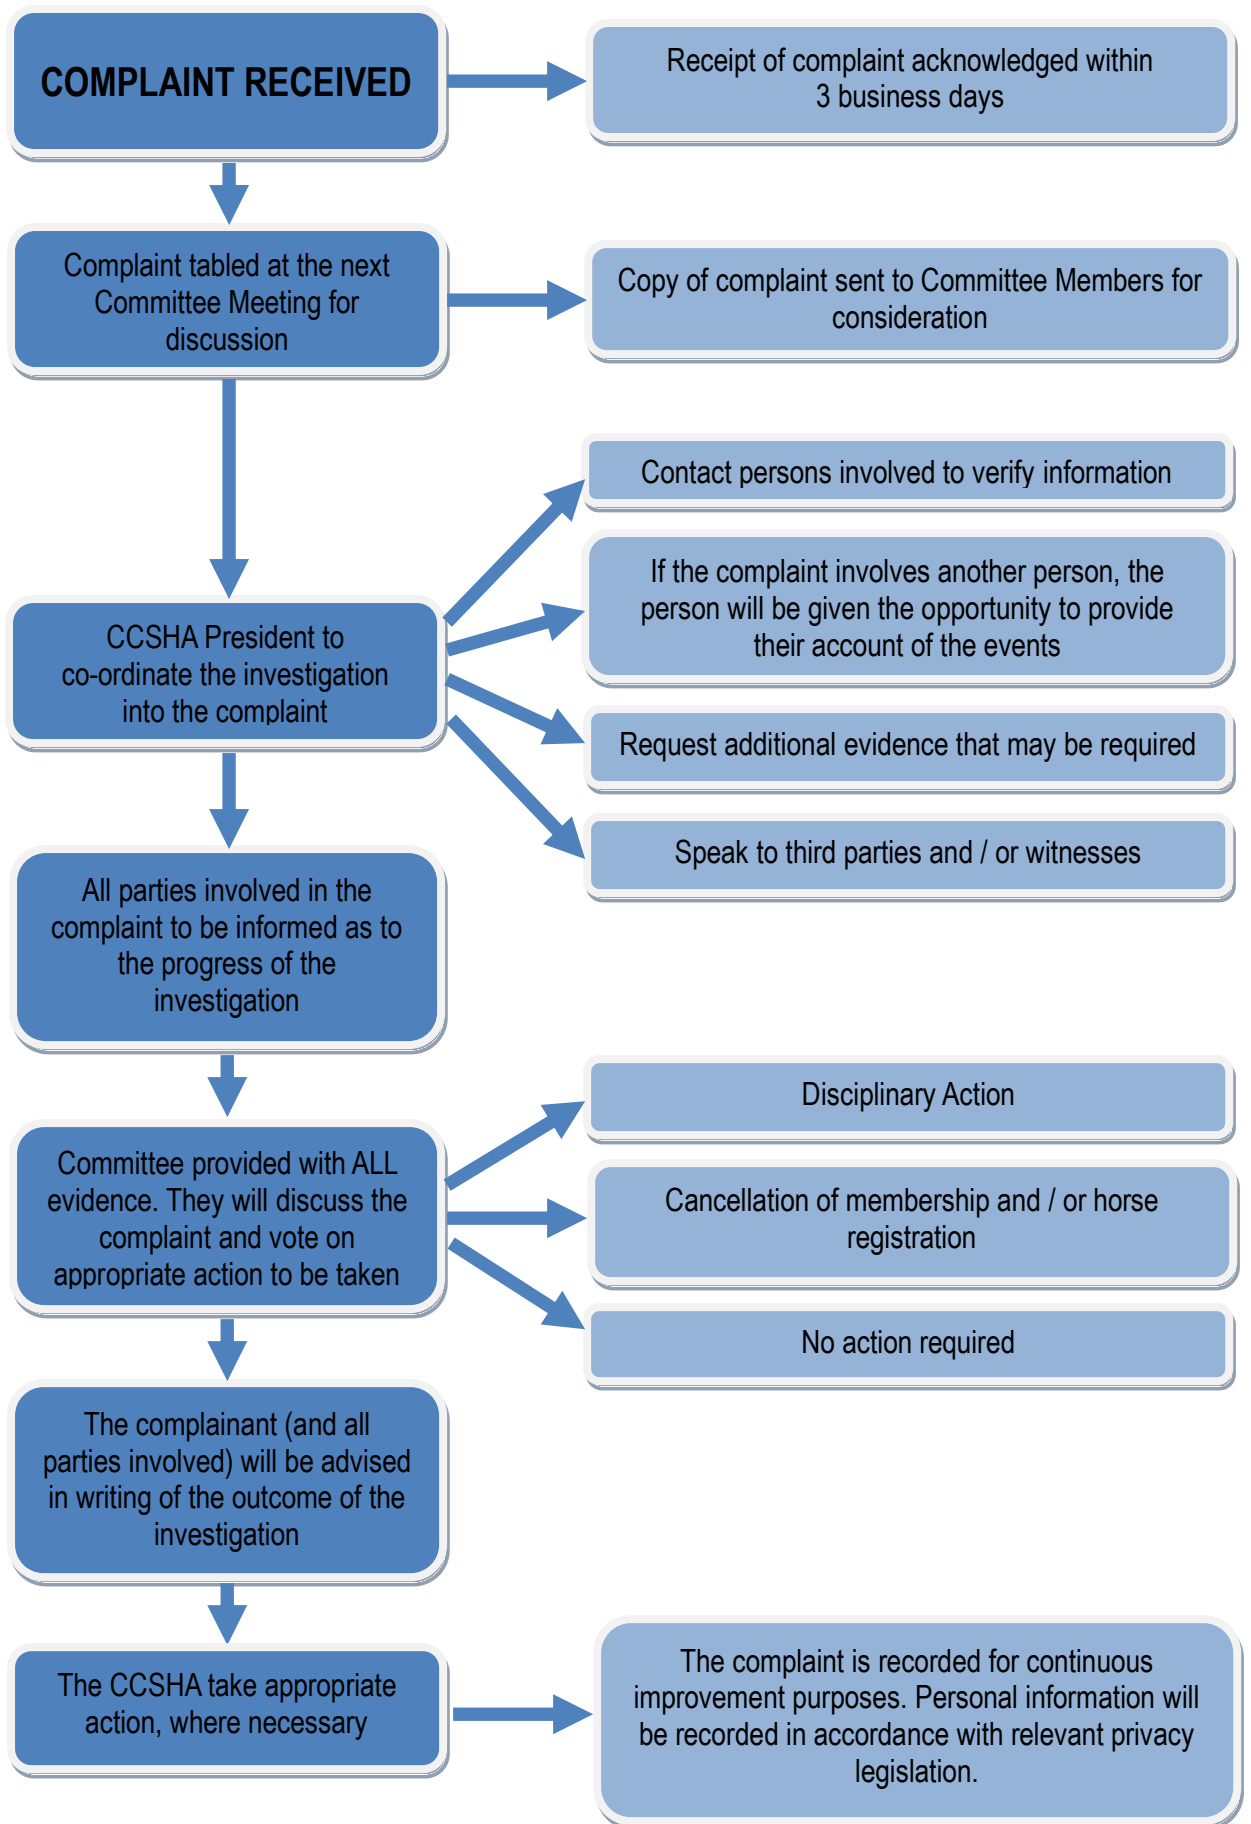 COMPLAINT RECEIVED
Receipt of complaint acknowledged within
3 business days
Complaint tabled at the next
Committee Meeting for
discussion
Copy of complaint sent to Committee Members for
consideration
CCSHA President to
co-ordinate the investigation
into the complaint
Contact persons involved to verify information
If the complaint involves another person, the
person will be given the opportunity to provide
their account of the events
Request additional evidence that may be required
Speak to third parties and / or witnesses
All parties involved in the
complaint to be informed as to
the progress of the
investigation
Committee provided with ALL
evidence. They will discuss the
complaint and vote on
appropriate action to be taken
Disciplinary Action
Cancellation of membership and / or horse
registration
No action required
The complainant (and all
parties involved) will be advised
in writing of the outcome of the
investigation
The CCSHA take appropriate
action, where necessary
The complaint is recorded for continuous
improvement purposes. Personal information will
be recorded in accordance with relevant privacy
legislation.